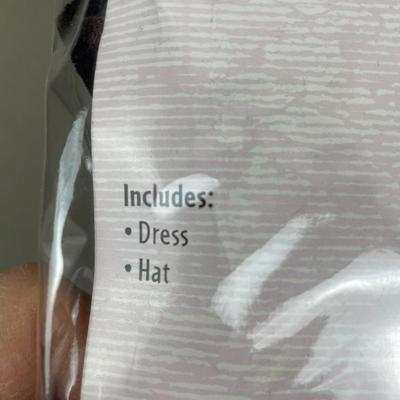 Includes:
• Dress
• Hat